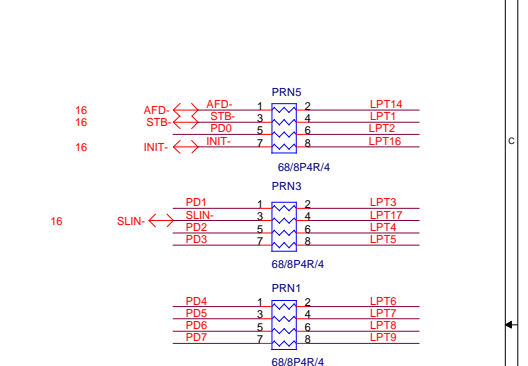 PRN5
16 AFD- AFD- 1 2 LPT14
16 STB- STB- 3 4 LPT1
PD0 5 6 LPT2
16 INIT- INIT- 7 8 LPT16
C
68/8P4R/4
PRN3
PD1 1 2 LPT3
16 SLIN- SLIN- 3 4 LPT17
PD2 5 6 LPT4
PD3 7 8 LPT5
68/8P4R/4
PRN1
PD4 1 2 LPT6
PD5 3 4 LPT7
PD6 5 6 LPT8
PD7 7 8 LPT9
68/8P4R/4